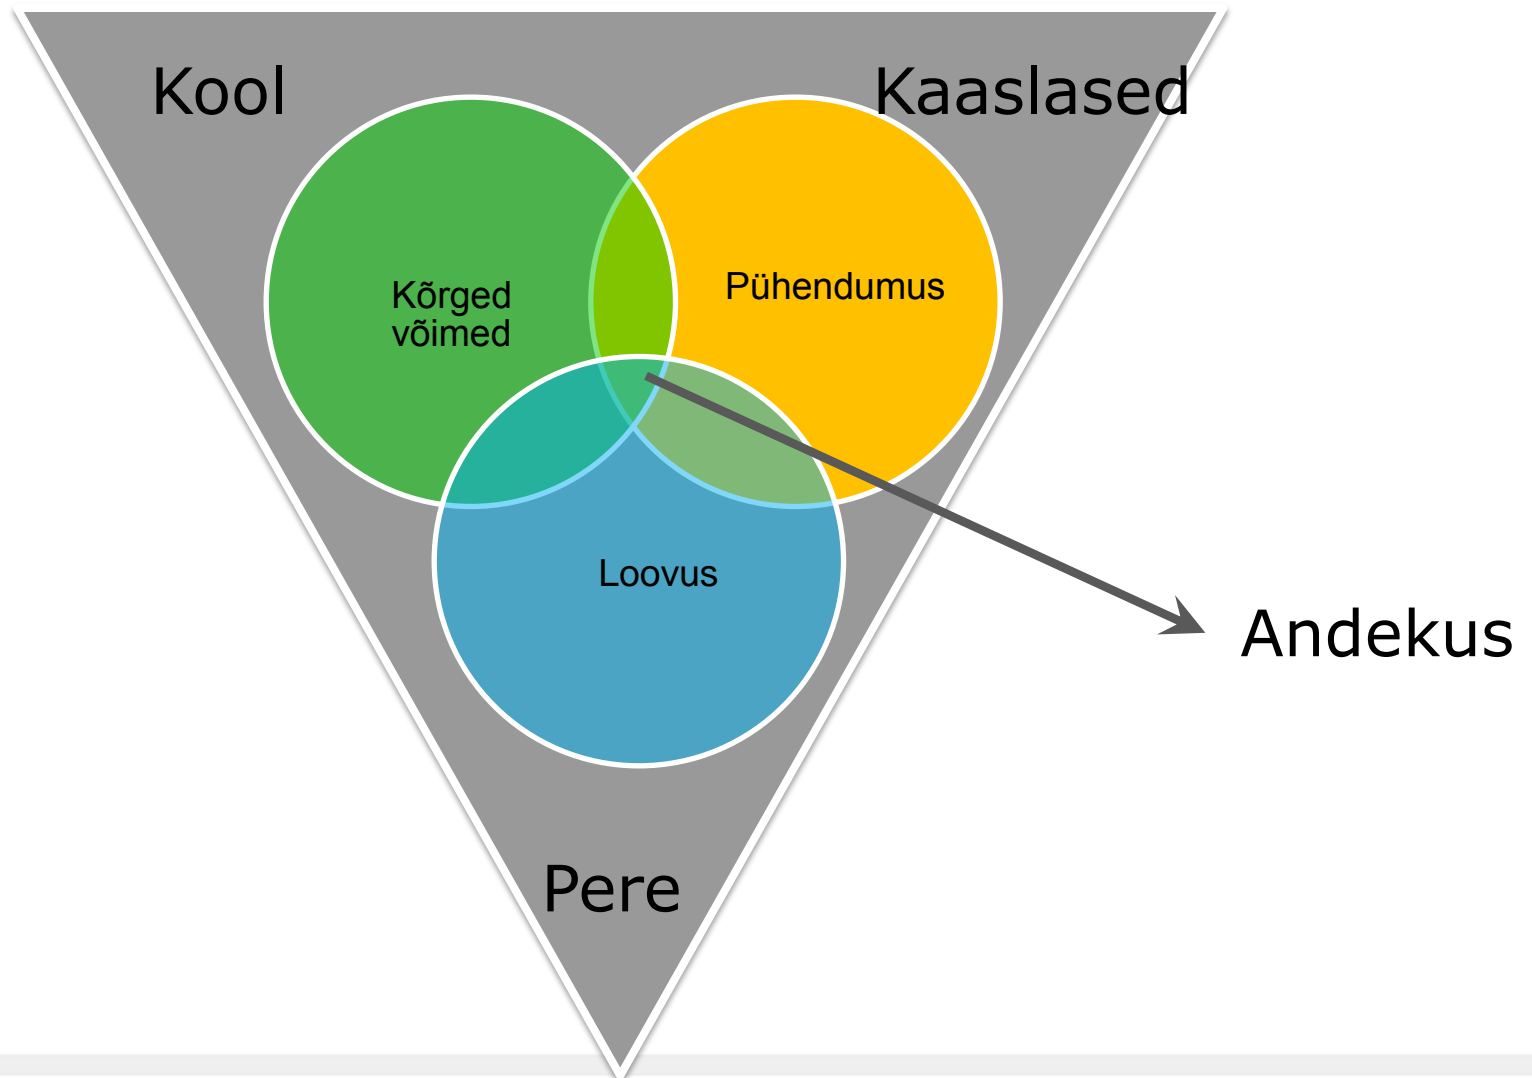 Kool
Kaaslased
Kõrged
võimed
Pühendumus
Loovus
Andekus
Pere